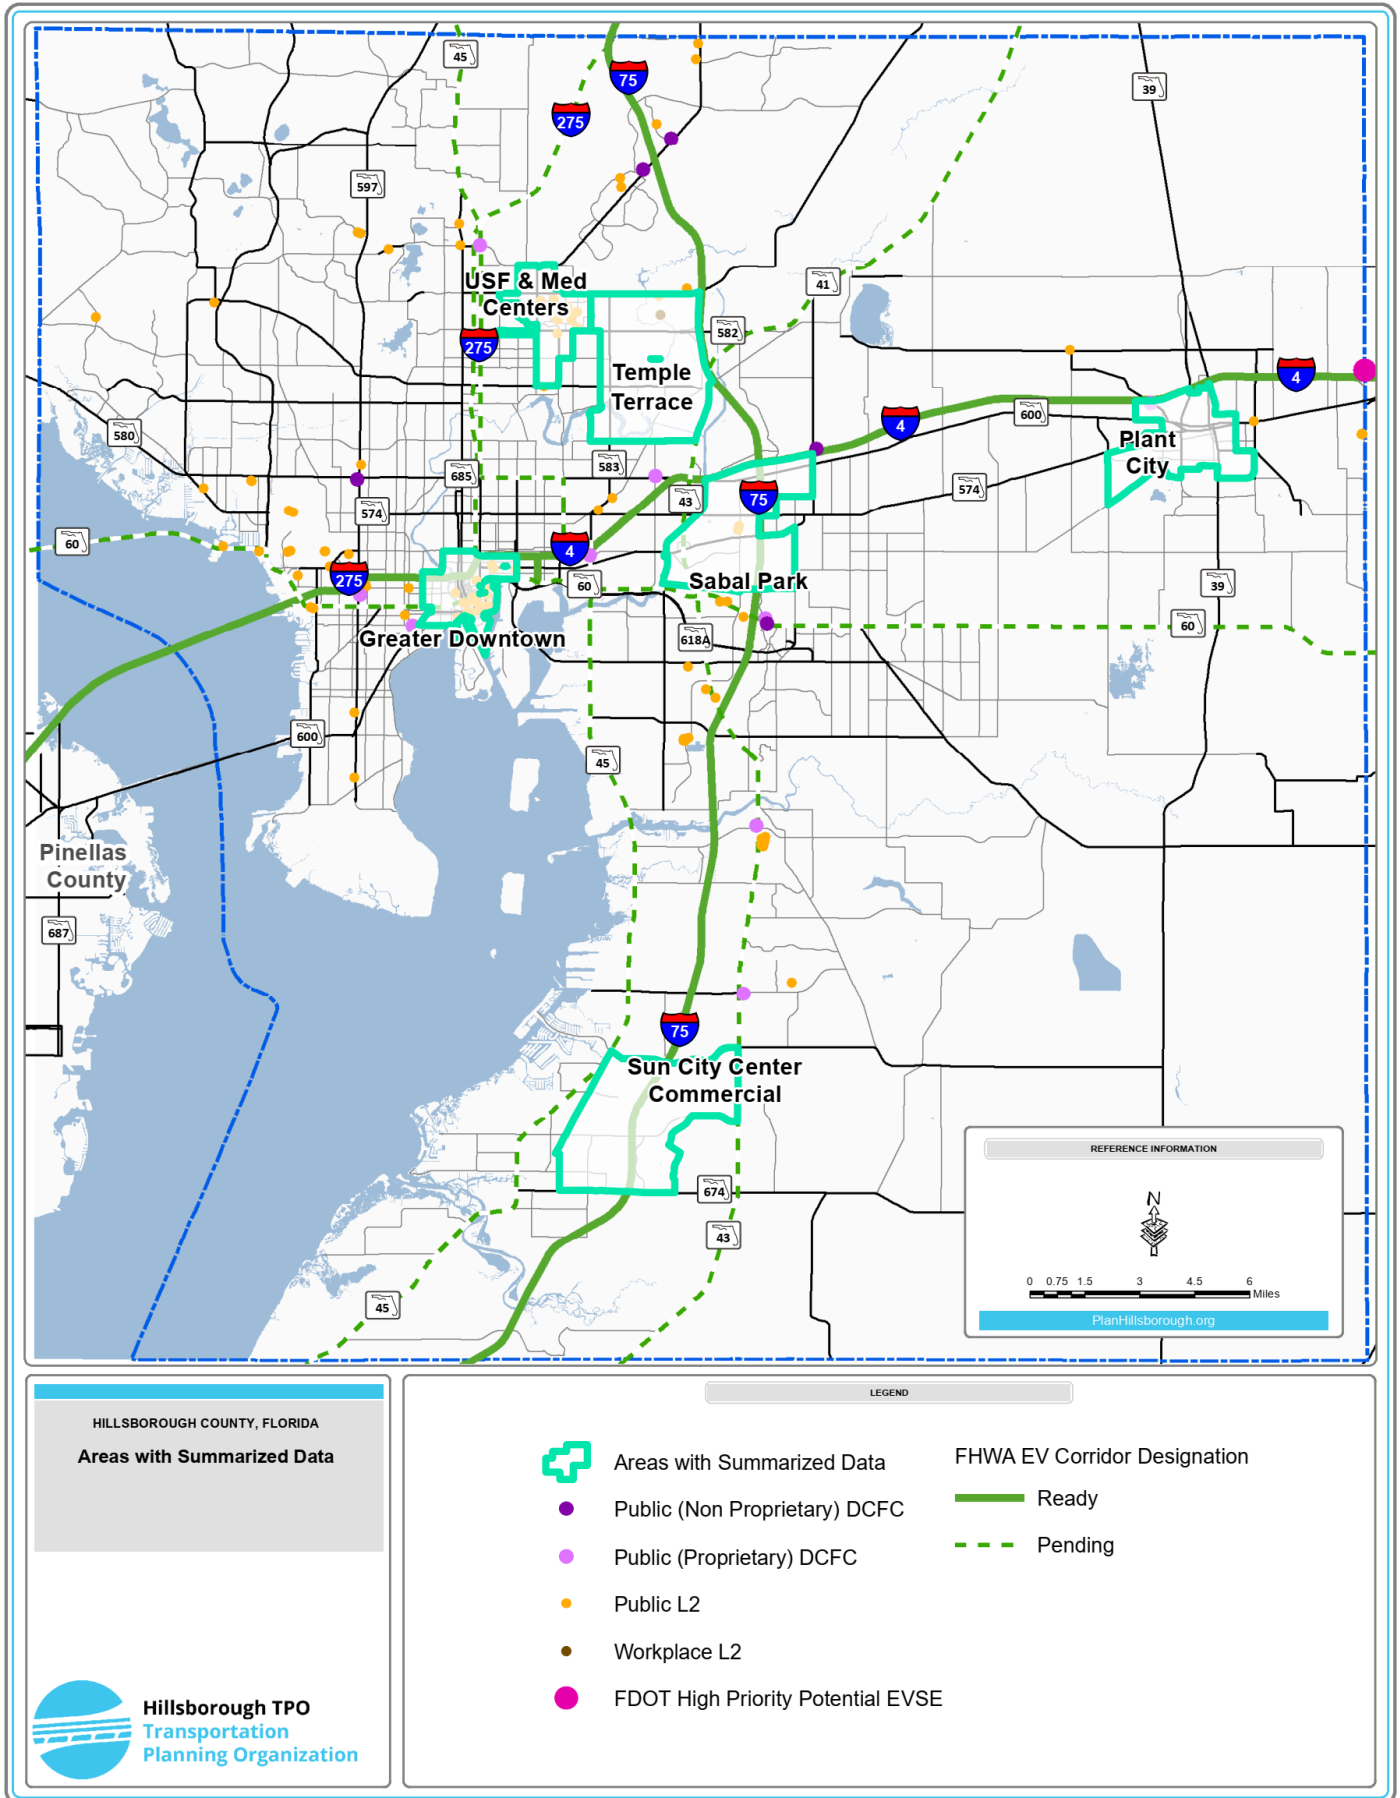 45
75
39
275
597
41
USF & Med
Centers
582
275
Temple
Terrace
4
600
4
580
Plant
City
583
685
574
43
75
574
60
4
275
60
Sabal Park
39
60
618A
Greater Downtown
600
45
Pinellas
County
687
75
Sun City Center
Commercial
674
43
45
REFERENCE INFORMATION
N
0 0.75 1.5 3 4.5 6
Miles
PlanHillsborough.org
HILLSBOROUGH COUNTY, FLORIDA
Areas with Summarized Data
Hillsborough TPO
Transportation
Planning Organization
LEGEND
Areas with Summarized Data
Public (Non Proprietary) DCFC
Public (Proprietary) DCFC
Public L2
Workplace L2
FDOT High Priority Potential EVSE
FHWA EV Corridor Designation
Ready
Pending